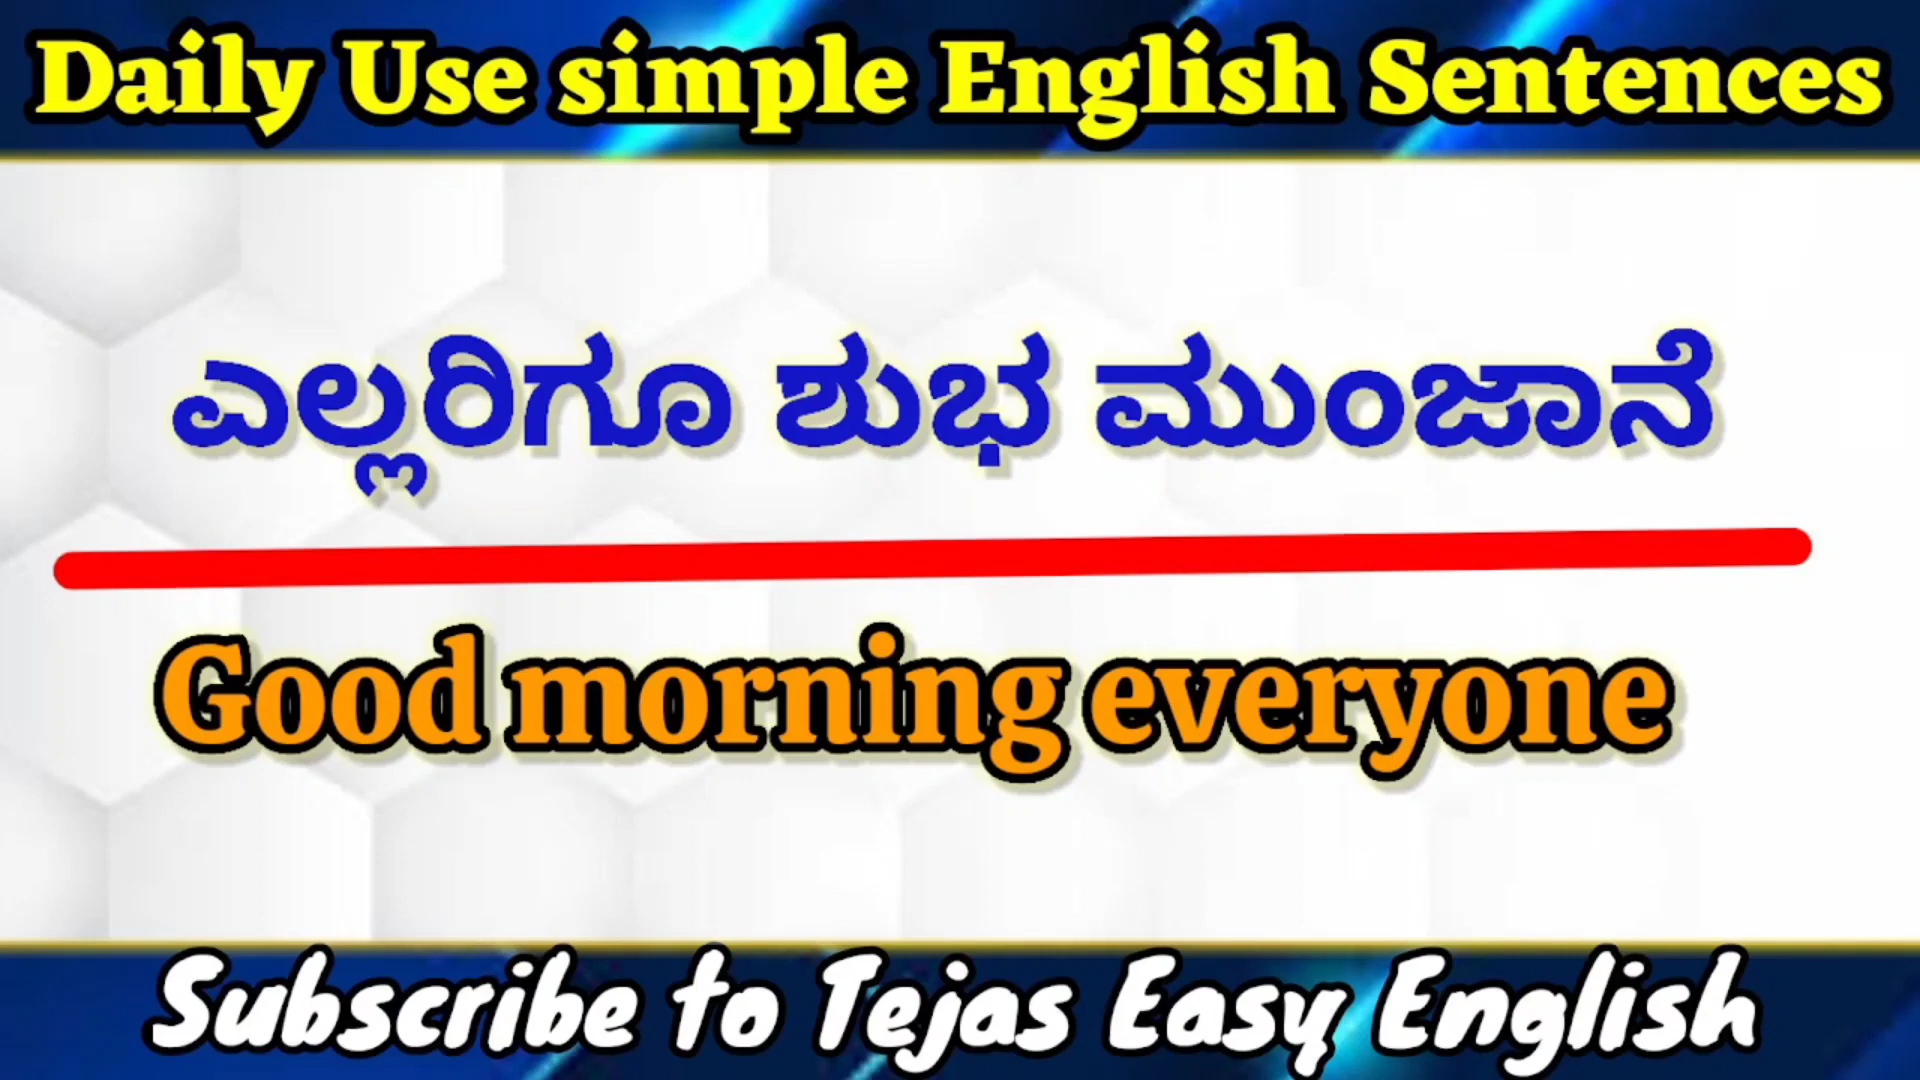 Daily Use simple English Sentences
ಎಲ್ಲರಿಗೂ ಶುಭ ಮುಂಜಾನೆ
Good morning everyone
Subscribe to Tejas Easy English